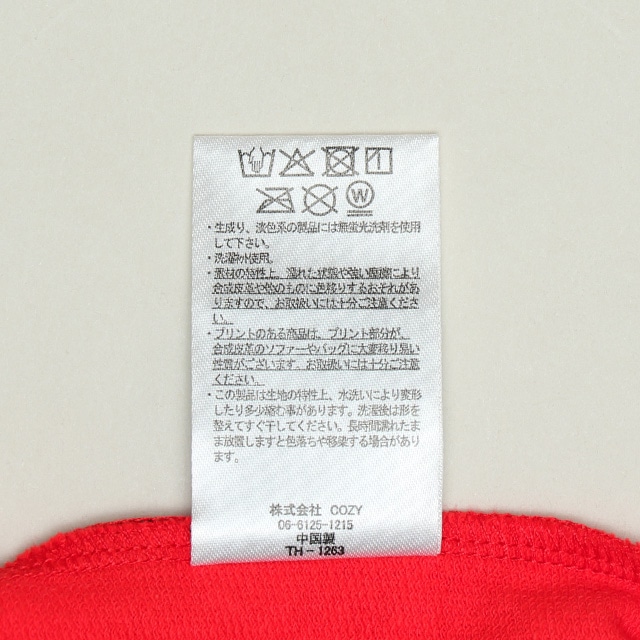 ・生成り、淡色系の製品には無蛍光洗剤を使用
して下さい。
・洗濯ネット使用。
・素材の特性上、濡れた状態や強い摩擦により
合成皮革や他のものに色移りするおそれがあ
りますので、お取扱いには十分ご注意くださ
い。
・プリントのある商品は、プリント部分が、
合成皮革のソファーやバッグに大変移り易い
性質がございます。お取扱いには十分ご注意
ください。
・この製品は生地の特性上、水洗いにより変形
したり多少縮む事があります。洗濯後は形を
整えてすぐ干してください。長時間濡れたま
ま放置しますと色落ちや移染する場合があり
ます。
株式会社 COZY
06-6125-1215
中国製
TH-1263